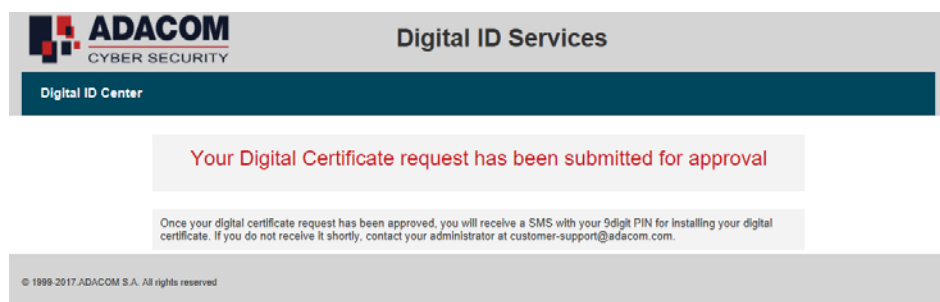 ADACOM
CYBER SECURITY
Digital ID Services
Digital ID Center
Your Digital Certificate request has been submitted for approval
Once your digital certificate request has been approved, you will receive a SMS with your 9digit PIN for installing your digital
certificate. If you do not receive it shortly, contact your administrator at customer-support@adacom.com.
© 1999-2017.ADACOM S.A. All rights reserved